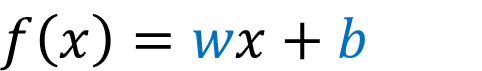 f(x) = wx + b